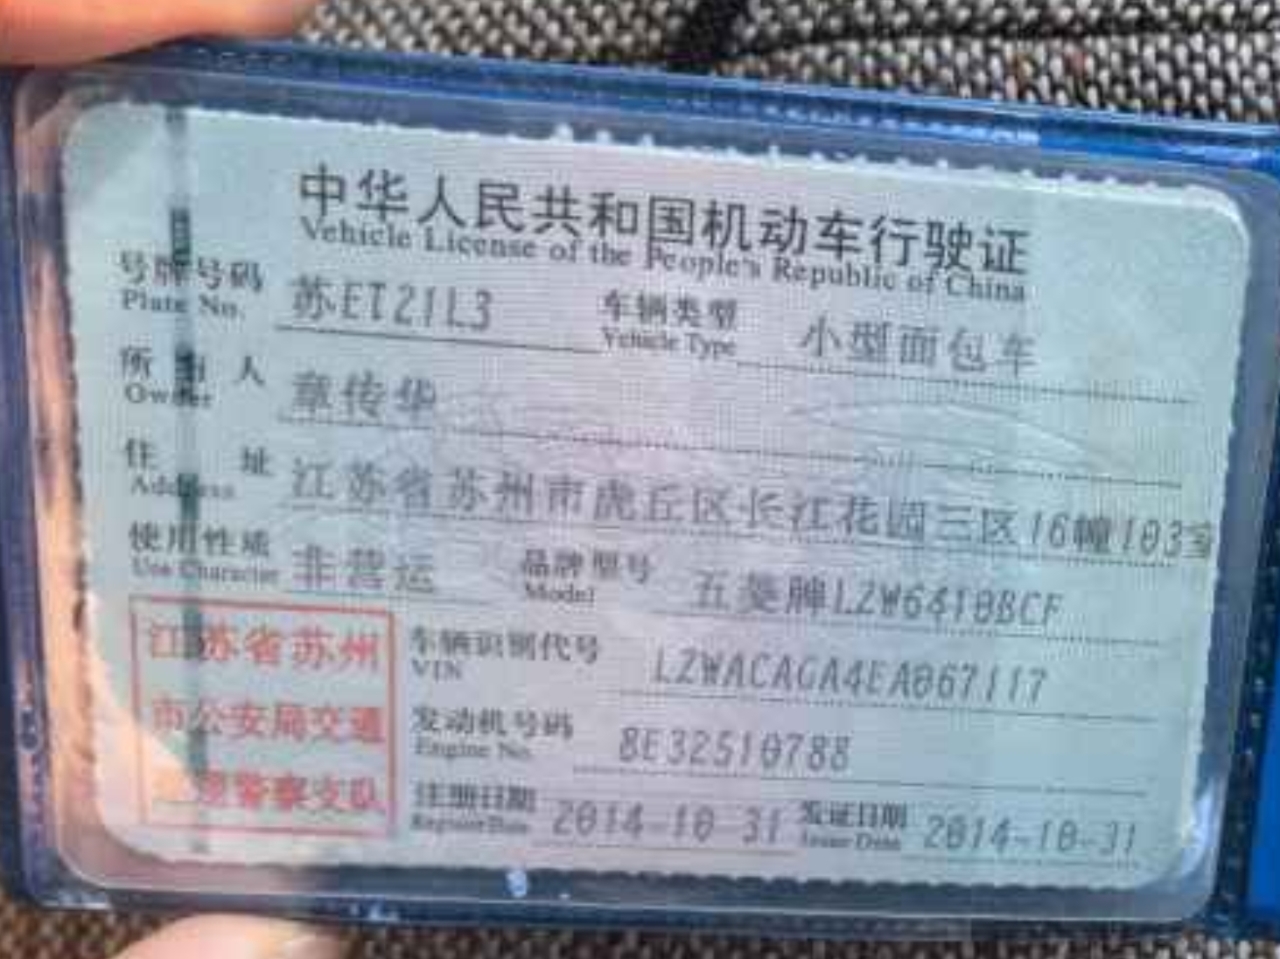 中华人民共和国机动车行驶证
Vehicle License of the People's Republic of China
号牌号码 苏ET21L3 车辆类型 小型面包车
Plate No. Vehicle Type
所有人 章传华
Owner
住址 江苏省苏州市虎丘区长江花园三区16幢103室
Address
使用性质 非营运 品牌型号 五菱牌LZW6410BCF
Use Character Model
江苏省苏州 车辆识别代号 LZWACAGA4EA067117
VIN
市公安局交通 发动机号码 8E32510788
Engine No.
警察支队 注册日期 2014-10-31 发证日期 2014-10-31
Register Date Issue Date